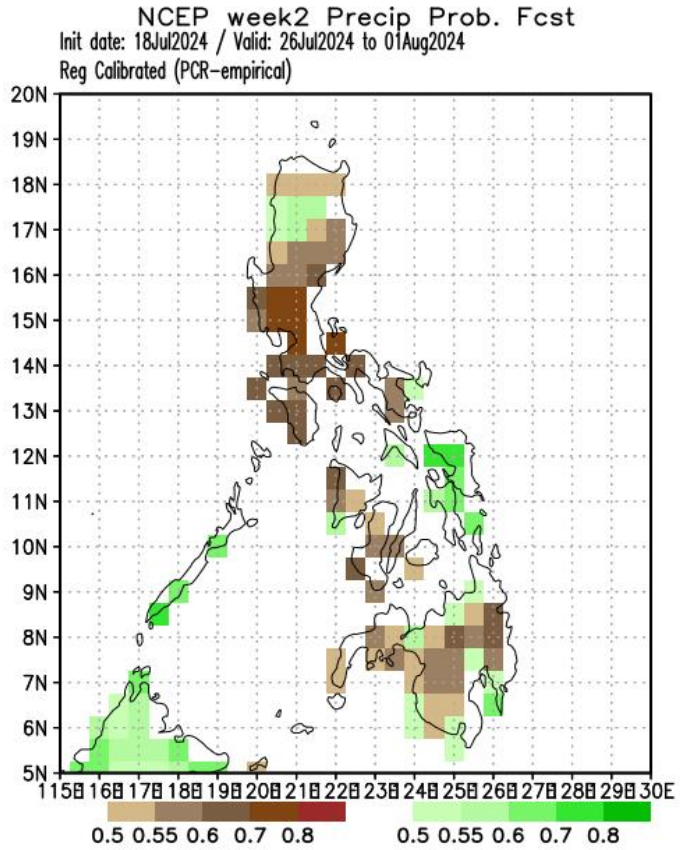 NCEP week2 Precip Prob. Fcst
Init date: 18Jul2024 / Valid: 26Jul2024 to 01Aug2024
Reg Calibrated (PCR-empirical)
20N
19N
18N
17N
16N
15N
14N
13N
12N
11N
10N
9N
8N
7N
6N
5N
115E 116E 117E 118E 119E 120E 121E 122E 123E 124E 125E 126E 127E 128E 129E 130E
0.5 0.55 0.6 0.7 0.8 0.5 0.55 0.6 0.7 0.8